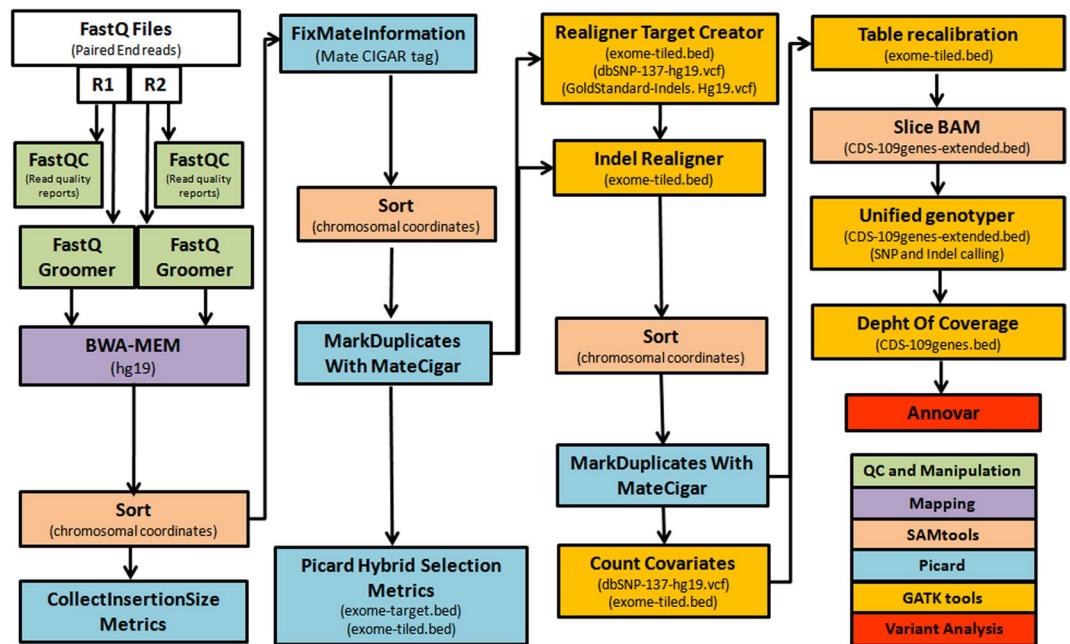 FastQ Files
(Paired End reads)
R1
R2
FastQC
(Read quality
reports)
FastQC
(Read quality
reports)
FastQ
Groomer
FastQ
Groomer
BWA-MEM
(hg19)
Sort
(chromosomal coordinates)
CollectInsertionSize
Metrics
FixMateInformation
(Mate CIGAR tag)
Sort
(chromosomal coordinates)
MarkDuplicates
With MateCigar
Picard Hybrid Selection
Metrics
(exome-target.bed)
(exome-tiled.bed)
Realigner Target Creator
(exome-tiled.bed)
(dbSNP-137-hg19.vcf)
(GoldStandard-Indels. Hg19.vcf)
Indel Realigner
(exome-tiled.bed)
Sort
(chromosomal coordinates)
MarkDuplicates With
MateCigar
Count Covariates
(dbSNP-137-hg19.vcf)
(exome-tiled.bed)
Table recalibration
(exome-tiled.bed)
Slice BAM
(CDS-109genes-extended.bed)
Unified genotyper
(CDS-109genes-extended.bed)
(SNP and Indel calling)
Depht Of Coverage
(CDS-109genes.bed)
Annovar
QC and Manipulation
Mapping
SAMtools
Picard
GATK tools
Variant Analysis